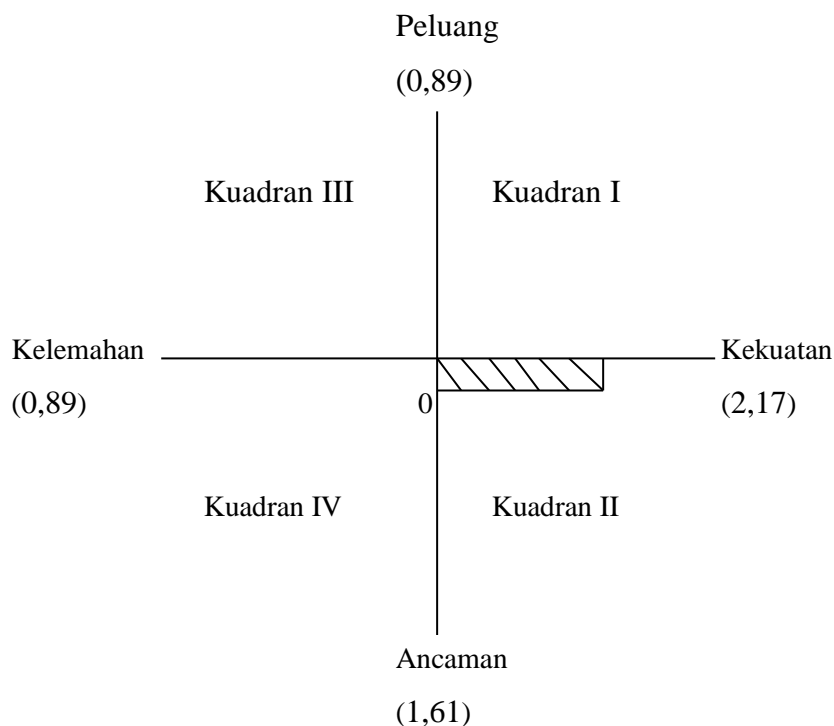 Peluang
(0,89)
Kuadran III
Kuadran I
Kelemahan
(0,89)
0
Kekuatan
(2,17)
Kuadran IV
Kuadran II
Ancaman
(1,61)